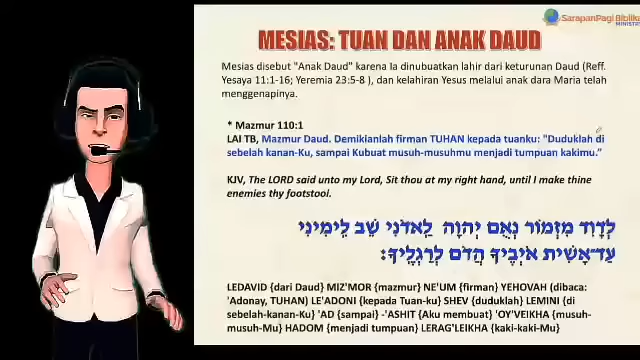 SarapanPagi Biblika
MINISTRY
MESIAS: TUAN DAN ANAK DAUD
Mesias disebut "Anak Daud" karena Ia dinubuatkan lahir dari keturunan Daud (Reff.
Yesaya 11:1-16; Yeremia 23:5-8 ), dan kelahiran Yesus melalui anak dara Maria telah
menggenapinya.
* Mazmur 110:1
LAI TB, Mazmur Daud. Demikianlah firman TUHAN kepada tuanku: "Duduklah di
sebelah kanan-Ku, sampai Kubuat musuh-musuhmu menjadi tumpuan kakimu."
KJV, The LORD said unto my Lord, Sit thou at my right hand, until I make thine
enemies thy footstool.
לְדָוִד מִזְמוֹר נְאֻם יְהוָה לַאדֹנִי שֵׁב לִימִינִי
עַד־אָשִׁית אֹיְבֶיךָ הֲדֹם לְרַגְלֶיךָ׃
LEDAVID {dari Daud} MIZ'MOR {mazmur} NE'UM {firman} YEHOVAH {dibaca:
'Adonay, TUHAN} LE'ADONI {kepada Tuan-ku} SHEV {duduklah} LEMINI {di
sebelah-kanan-Ku} 'AD {sampai} -'ASHIT {Aku membuat} 'OY'VEIKHA {musuh-
musuh-Mu} HADOM {menjadi tumpuan} LERAG'LEIKHA {kaki-kaki-Mu}